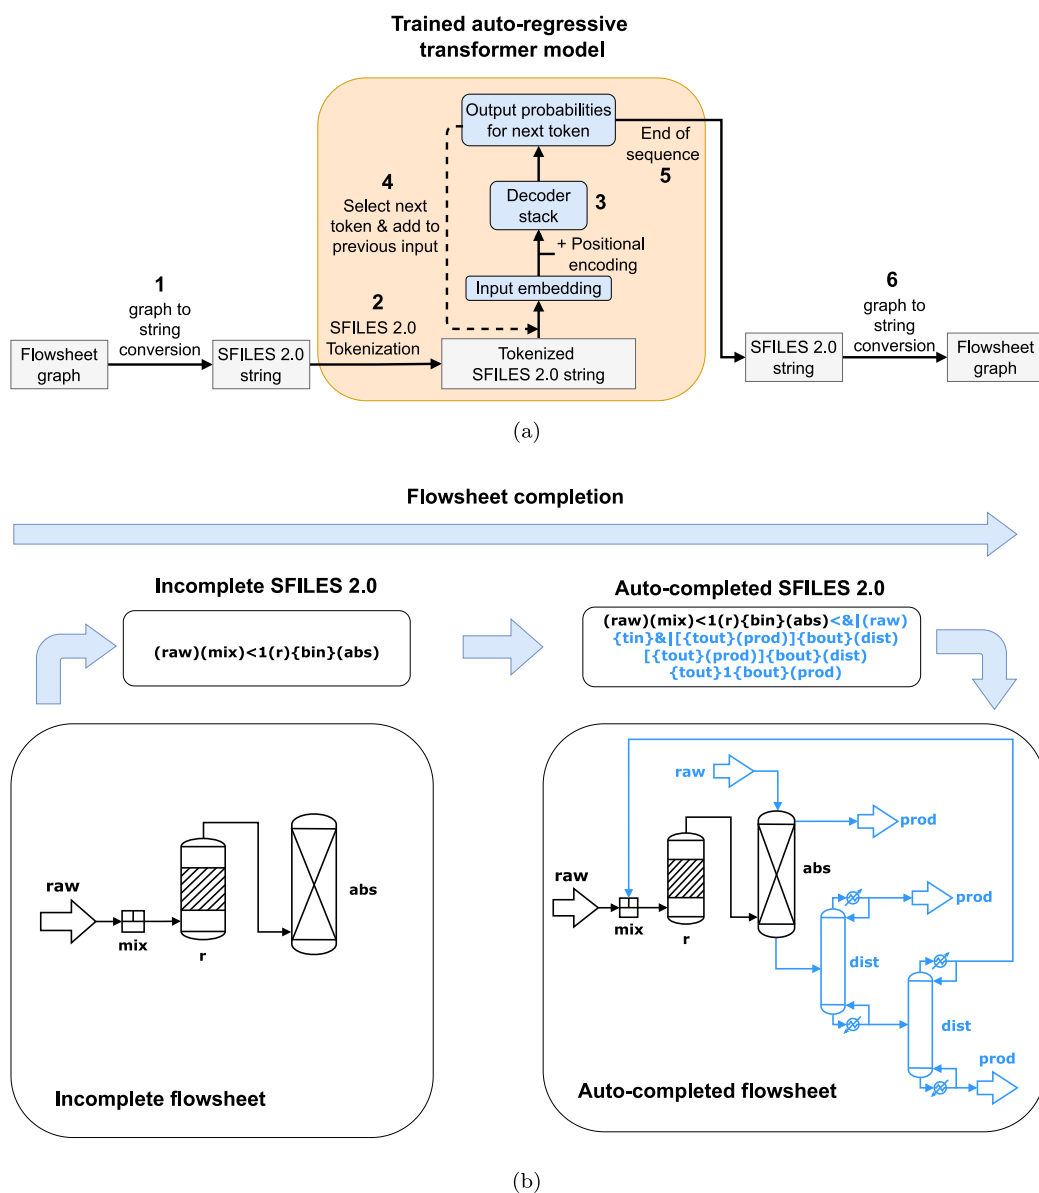 Trained auto-regressive
transformer model
Output probabilities
for next token
End of
sequence
5
4
Select next
token & add to
previous input
Decoder
stack
3
+ Positional
encoding
Input embedding
1
graph to
string
conversion
2
SFILES 2.0
Tokenization
6
graph to
string
conversion
Flowsheet
graph
SFILES 2.0
string
Tokenized
SFILES 2.0 string
SFILES 2.0
string
Flowsheet
graph
(a)
Flowsheet completion
Incomplete SFILES 2.0
(raw)(mix)<1(r){bin}(abs)
Auto-completed SFILES 2.0
(raw)(mix)<1(r){bin}(abs)<&|(raw)
{tin}&|[{tout}(prod)]{bout}(dist)
[{tout}(prod)]{bout}(dist)
{tout}1{bout}(prod)
raw
mix
r
abs
Incomplete flowsheet
raw
prod
abs
raw
mix
r
prod
dist
dist
prod
Auto-completed flowsheet
(b)